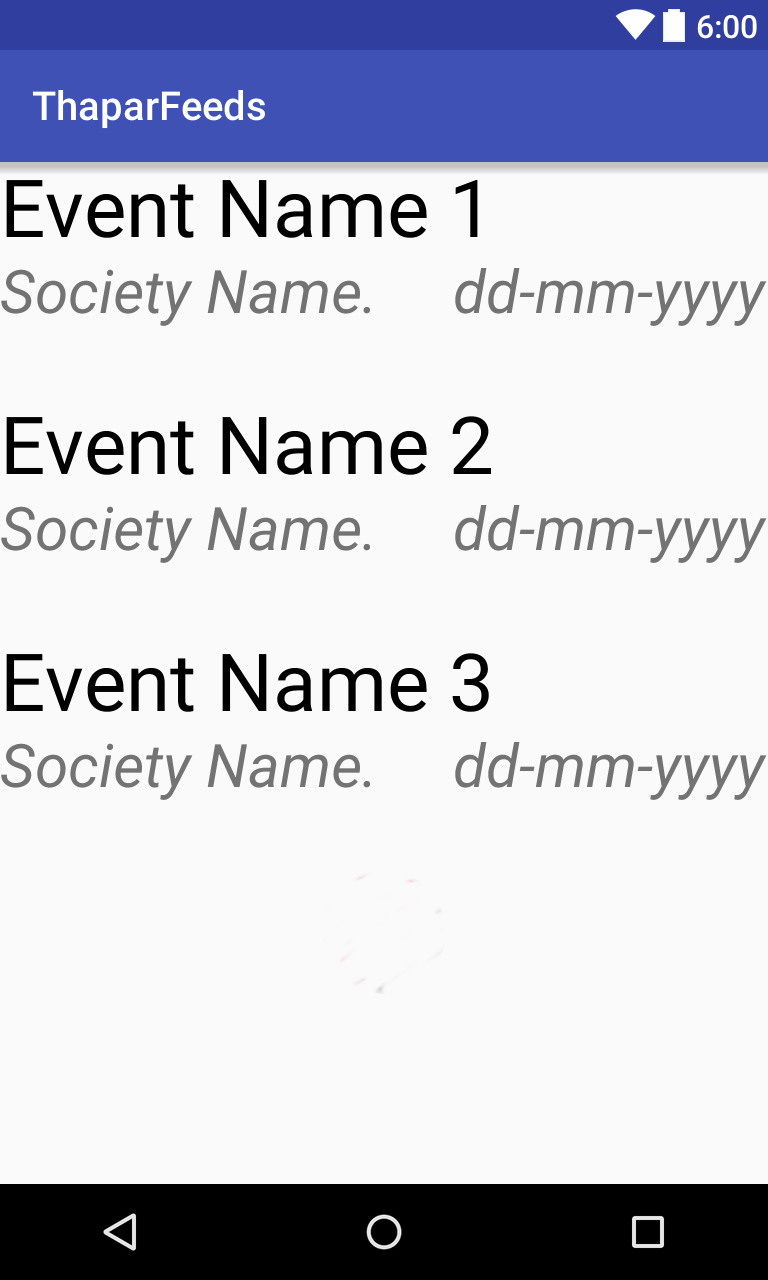 6:00
ThaparFeeds
Event Name 1
Society Name. dd-mm-yyyy
Event Name 2
Society Name. dd-mm-yyyy
Event Name 3
Society Name. dd-mm-yyyy